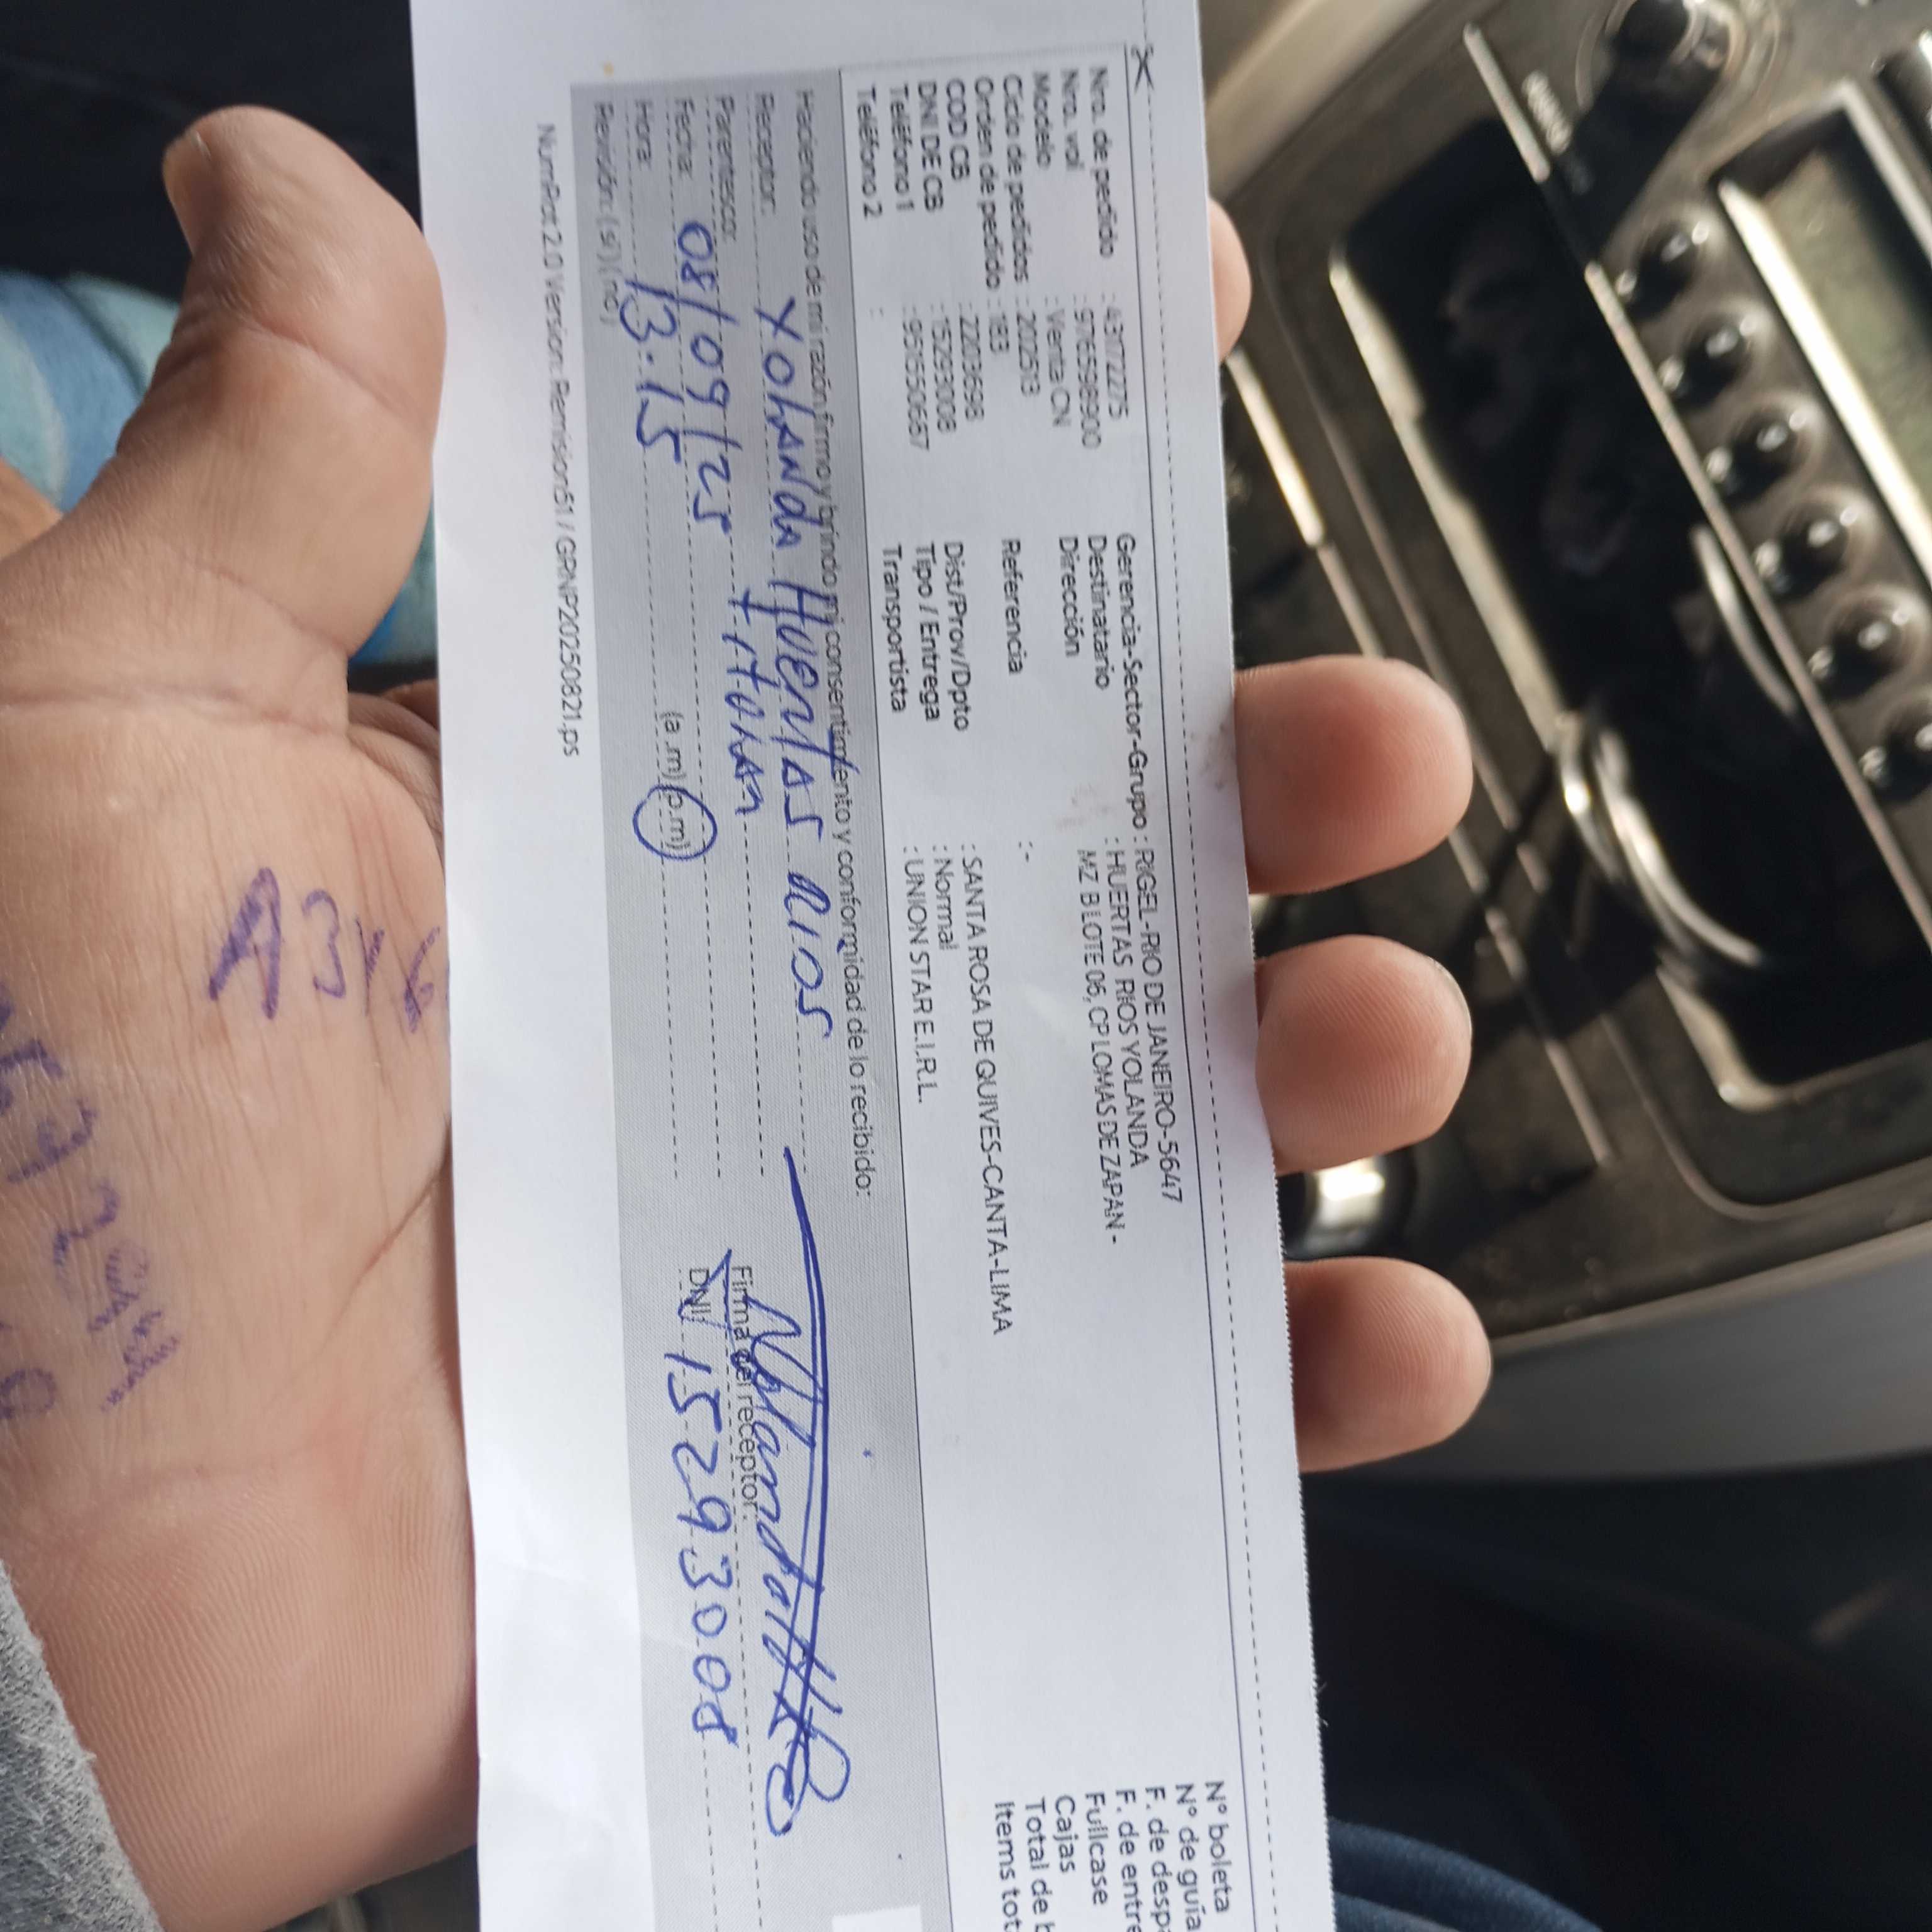 Nro. de pedido : 431772275
Nro. vol : 9765598900
Modelo : Venta CN
Ciclo de pedidos : 202513
Orden de pedido : 183
COD CB : 2203698
DNI DE CB : 15293008
Teléfono 1 : 951550687
Teléfono 2 :
Gerencia-Sector-Grupo : RIGEL-RIO DE JANEIRO-5647
Destinatario : HUERTAS RIOS YOLANDA
Dirección MZ B LOTE 06, CP LOMAS DE ZAPAN -
Referencia : -
Dist/Prov/Dpto : SANTA ROSA DE QUIVES-CANTA-LIMA
Tipo / Entrega : Normal
Transportista : UNION STAR E.I.R.L.
N° boleta
N° de guía
F. de desp
F. de entre
Fullcase
Cajas
Total de b
Items tot
Haciendo uso de mi razón firmo y brindo mi consentimiento y conformidad de lo recibido:
Receptor: YohANdA HuertAs Rios
Parentesco: titular
Fecha: 08/09/25
Hora: 13.15 (a.m) (p.m)
Revisión: (si) (no)
Firma del receptor:
DNI 15293008
NumRot 2.0 Version: Remision51 / GRNP20250821.ps